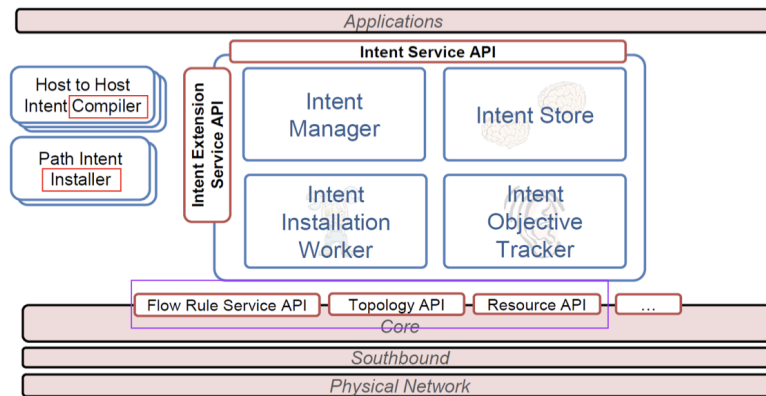 Applications
Intent Service API
Host to Host
Intent Compiler
Path Intent
Installer
Intent Extension
Service API
Intent
Manager
Intent Store
Intent
Installation
Worker
Intent
Objective
Tracker
Flow Rule Service API
Topology API
Resource API
...
Core
Southbound
Physical Network